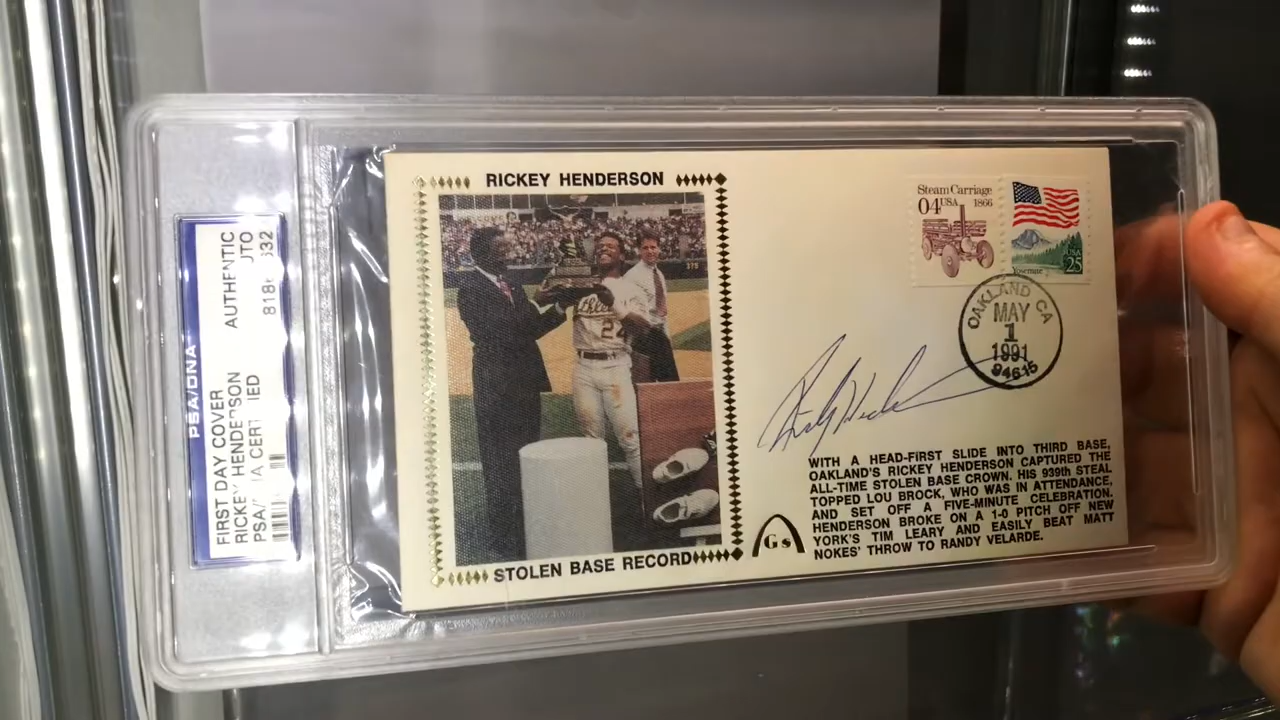 PSA/DNA
FIRST DAY COVER
RICKEY HENDERSON
AUTHENTIC
RICKEY HENDERSON
STOLEN BASE RECORD
Steam Carriage
04 USA 1866
Yosemite
USA
25
OAKLAND CA
MAY
1
1991
94615
Gs
WITH A HEAD-FIRST SLIDE INTO THIRD BASE,
OAKLAND'S RICKEY HENDERSON CAPTURED THE
ALL-TIME STOLEN BASE CROWN. HIS 939th STEAL
TOPPED LOU BROCK, WHO WAS IN ATTENDANCE,
AND SET OFF A FIVE-MINUTE CELEBRATION.
HENDERSON BROKE ON A 1-0 PITCH OFF NEW
YORK'S TIM LEARY AND EASILY BEAT MATT
NOKES' THROW TO RANDY VELARDE.